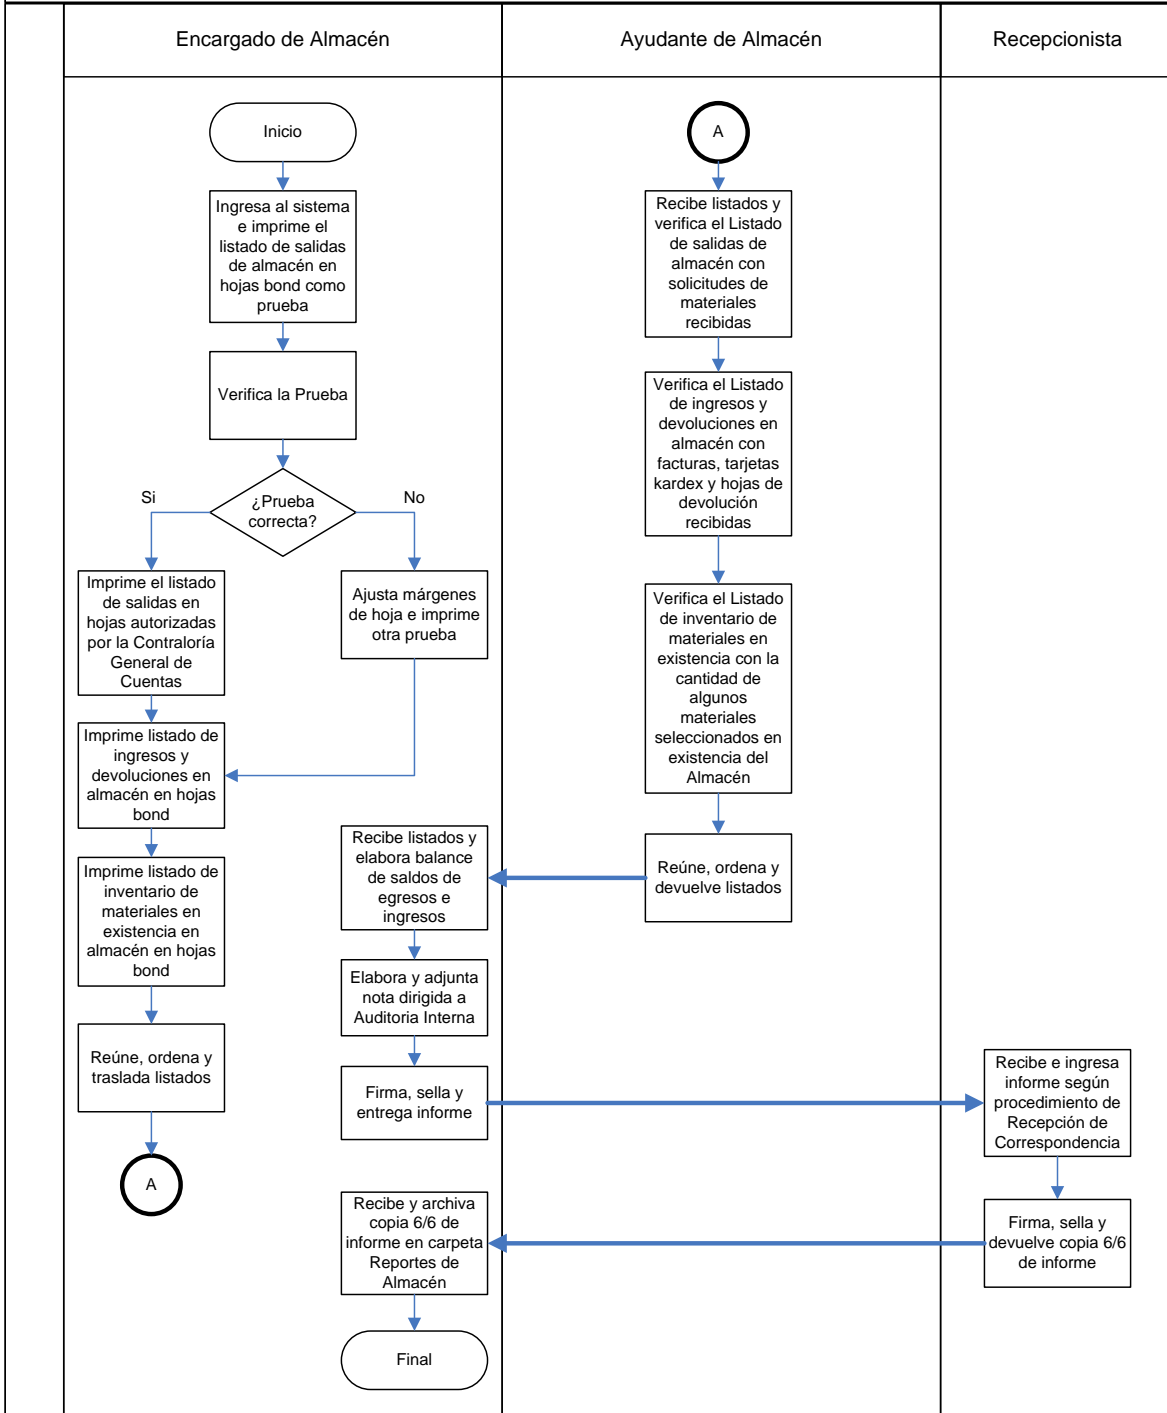 Encargado de Almacén
Ayudante de Almacén
Recepcionista
Inicio
Ingresa al sistema
e imprime el
listado de salidas
de almacén en
hojas bond como
prueba
Verifica la Prueba
¿Prueba
correcta?
Si
No
Imprime el listado
de salidas en
hojas autorizadas
por la Contraloría
General de
Cuentas
Ajusta márgenes
de hoja e imprime
otra prueba
Imprime listado de
ingresos y
devoluciones en
almacén en hojas
bond
Imprime listado de
inventario de
materiales en
existencia en
almacén en hojas
bond
Reúne, ordena y
traslada listados
A
A
Recibe listados y
verifica el Listado
de salidas de
almacén con
solicitudes de
materiales
recibidas
Verifica el Listado
de ingresos y
devoluciones en
almacén con
facturas, tarjetas
kardex y hojas de
devolución
recibidas
Verifica el Listado
de inventario de
materiales en
existencia con la
cantidad de
algunos
materiales
seleccionados en
existencia del
Almacén
Reúne, ordena y
devuelve listados
Recibe listados y
elabora balance
de saldos de
egresos e
ingresos
Elabora y adjunta
nota dirigida a
Auditoria Interna
Firma, sella y
entrega informe
Recibe e ingresa
informe según
procedimiento de
Recepción de
Correspondencia
Firma, sella y
devuelve copia 6/6
de informe
Recibe y archiva
copia 6/6 de
informe en carpeta
Reportes de
Almacén
Final